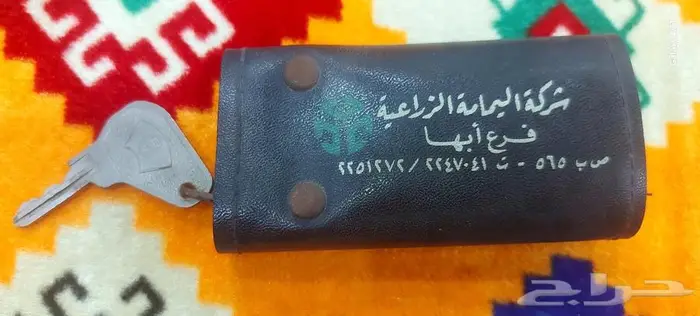 شركة اليمامة الزراعية
فرع أبها
ص ب ٥٦٥ - ت ٢٢٤٧٠٤١ / ٢٢٥١٢٧٢
حراج